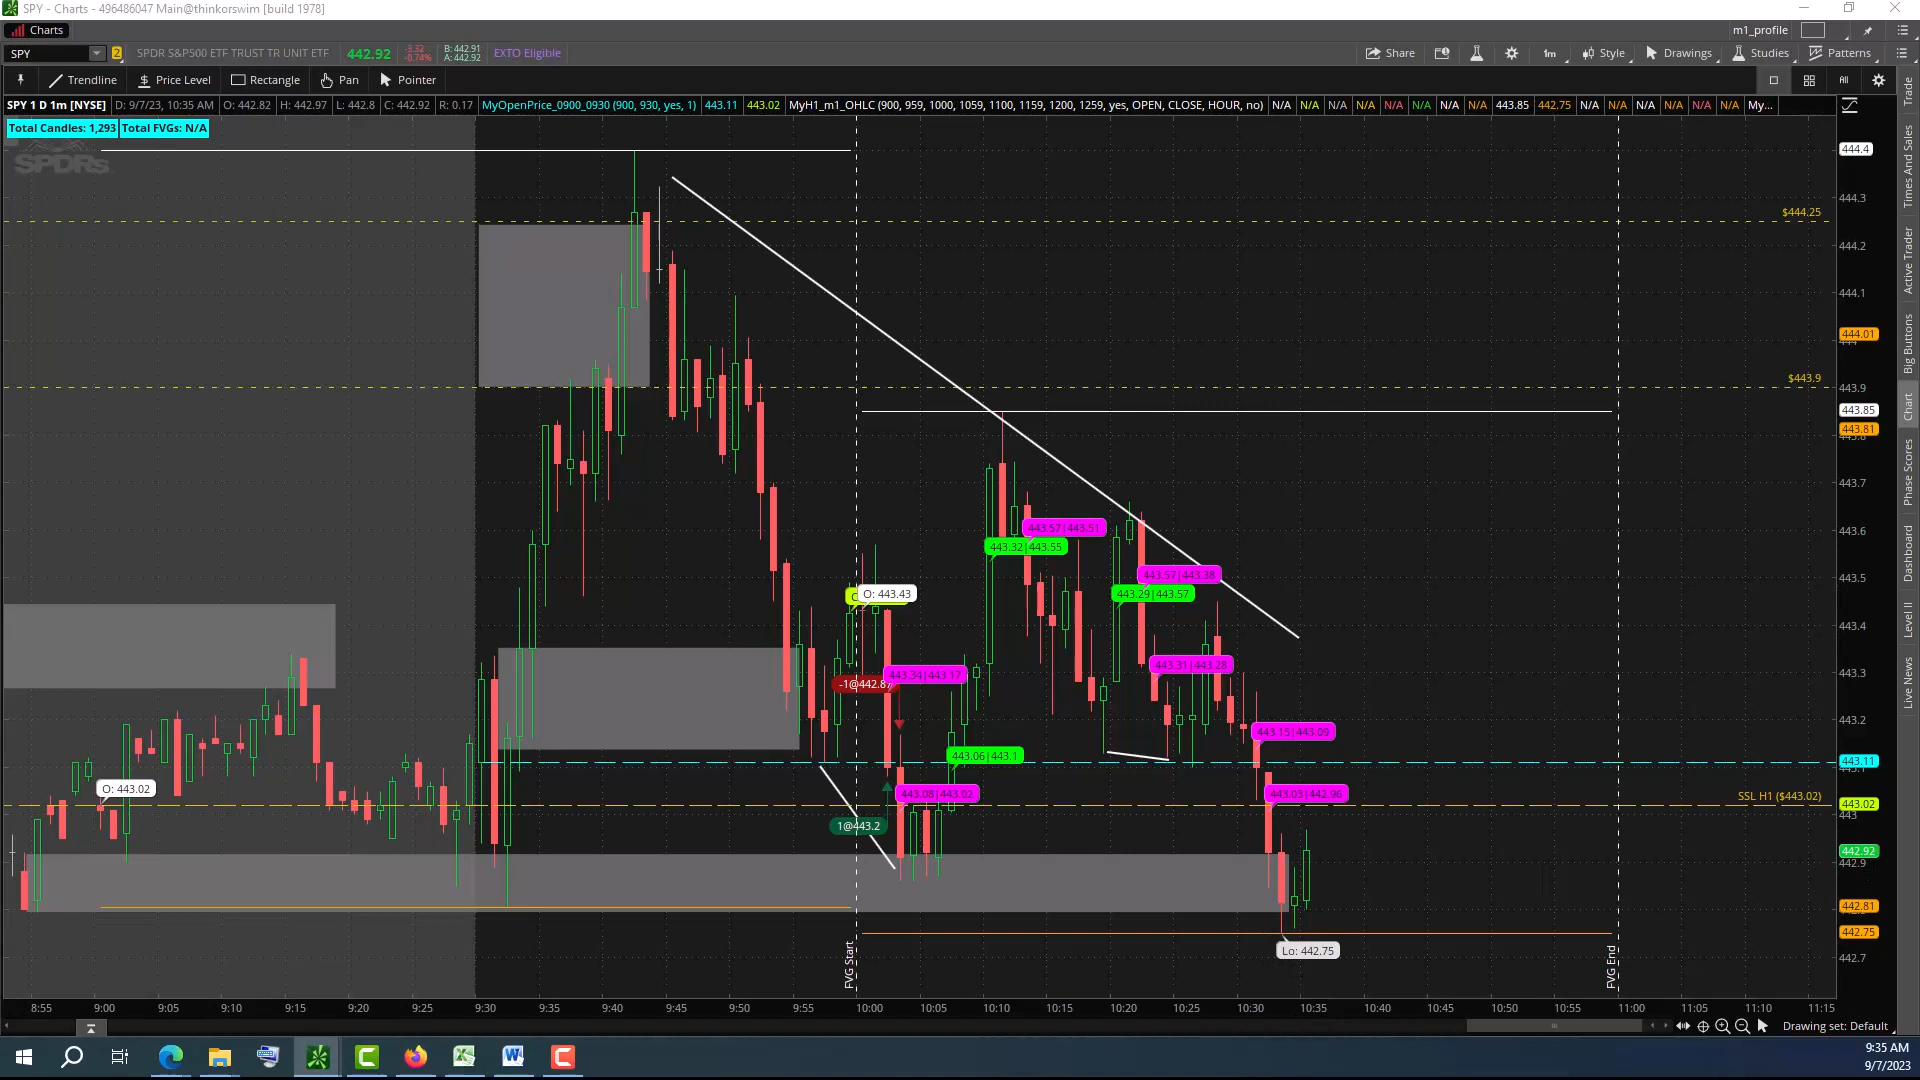 SPY - Charts - 496486047 Main@thinkorswim [build 1978]
Charts
m1_profile
SPY
2
SPDR S&P500 ETF TRUST TR UNIT ETF
442.92
-3.32
-0.74%
B: 442.91
A: 442.92
EXTO Eligible
Share
1m
Style
Drawings
Studies
Patterns
Trendline
Price Level
Rectangle
Pan
Pointer
All
SPY 1 D 1m [NYSE]
D: 9/7/23, 10:35 AM
O: 442.82
H: 442.97
L: 442.8
C: 442.92
R: 0.17
MyOpenPrice_0900_0930 (900, 930, yes, 1)
443.11
443.02
MyH1_m1_OHLC (900, 959, 1000, 1059, 1100, 1159, 1200, 1259, yes, OPEN, CLOSE, HOUR, no)
N/A N/A N/A N/A N/A N/A N/A N/A N/A 443.85 442.75 N/A N/A N/A N/A N/A N/A My...
Total Candles: 1,293
Total FVGs: N/A
SPDRs
444.4
444.3
$444.25
444.2
444.1
444.01
$443.9
443.9
443.85
443.81
443.7
443.6
443.57|443.51
443.32|443.55
443.57|443.38
443.5
443.29|443.57
O: 443.43
443.4
443.31|443.28
443.34|443.17
443.3
443.2
443.15|443.09
443.06|443.1
443.11
O: 443.02
443.08|443.02
443.03|442.96
SSL H1 ($443.02)
443.02
443
1@443.2
442.92
442.9
442.81
442.75
Lo: 442.75
442.7
FVG Start
FVG End
8:55 9:00 9:05 9:10 9:15 9:20 9:25 9:30 9:35 9:40 9:45 9:50 9:55 10:00 10:05 10:10 10:15 10:20 10:25 10:30 10:35 10:40 10:45 10:50 10:55 11:00 11:05 11:10 11:15
Drawing set: Default
Trade
Times And Sales
Active Trader
Big Buttons
Chart
Phase Scores
Dashboard
Level II
Live News
9:35 AM
9/7/2023